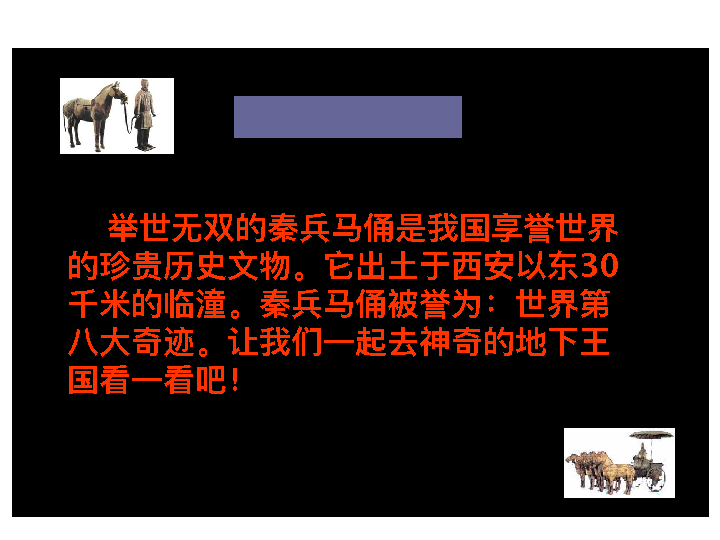 举世无双的秦兵马俑是我国享誉世界
的珍贵历史文物。它出土于西安以东30
千米的临潼。秦兵马俑被誉为：世界第
八大奇迹。让我们一起去神奇的地下王
国看一看吧！